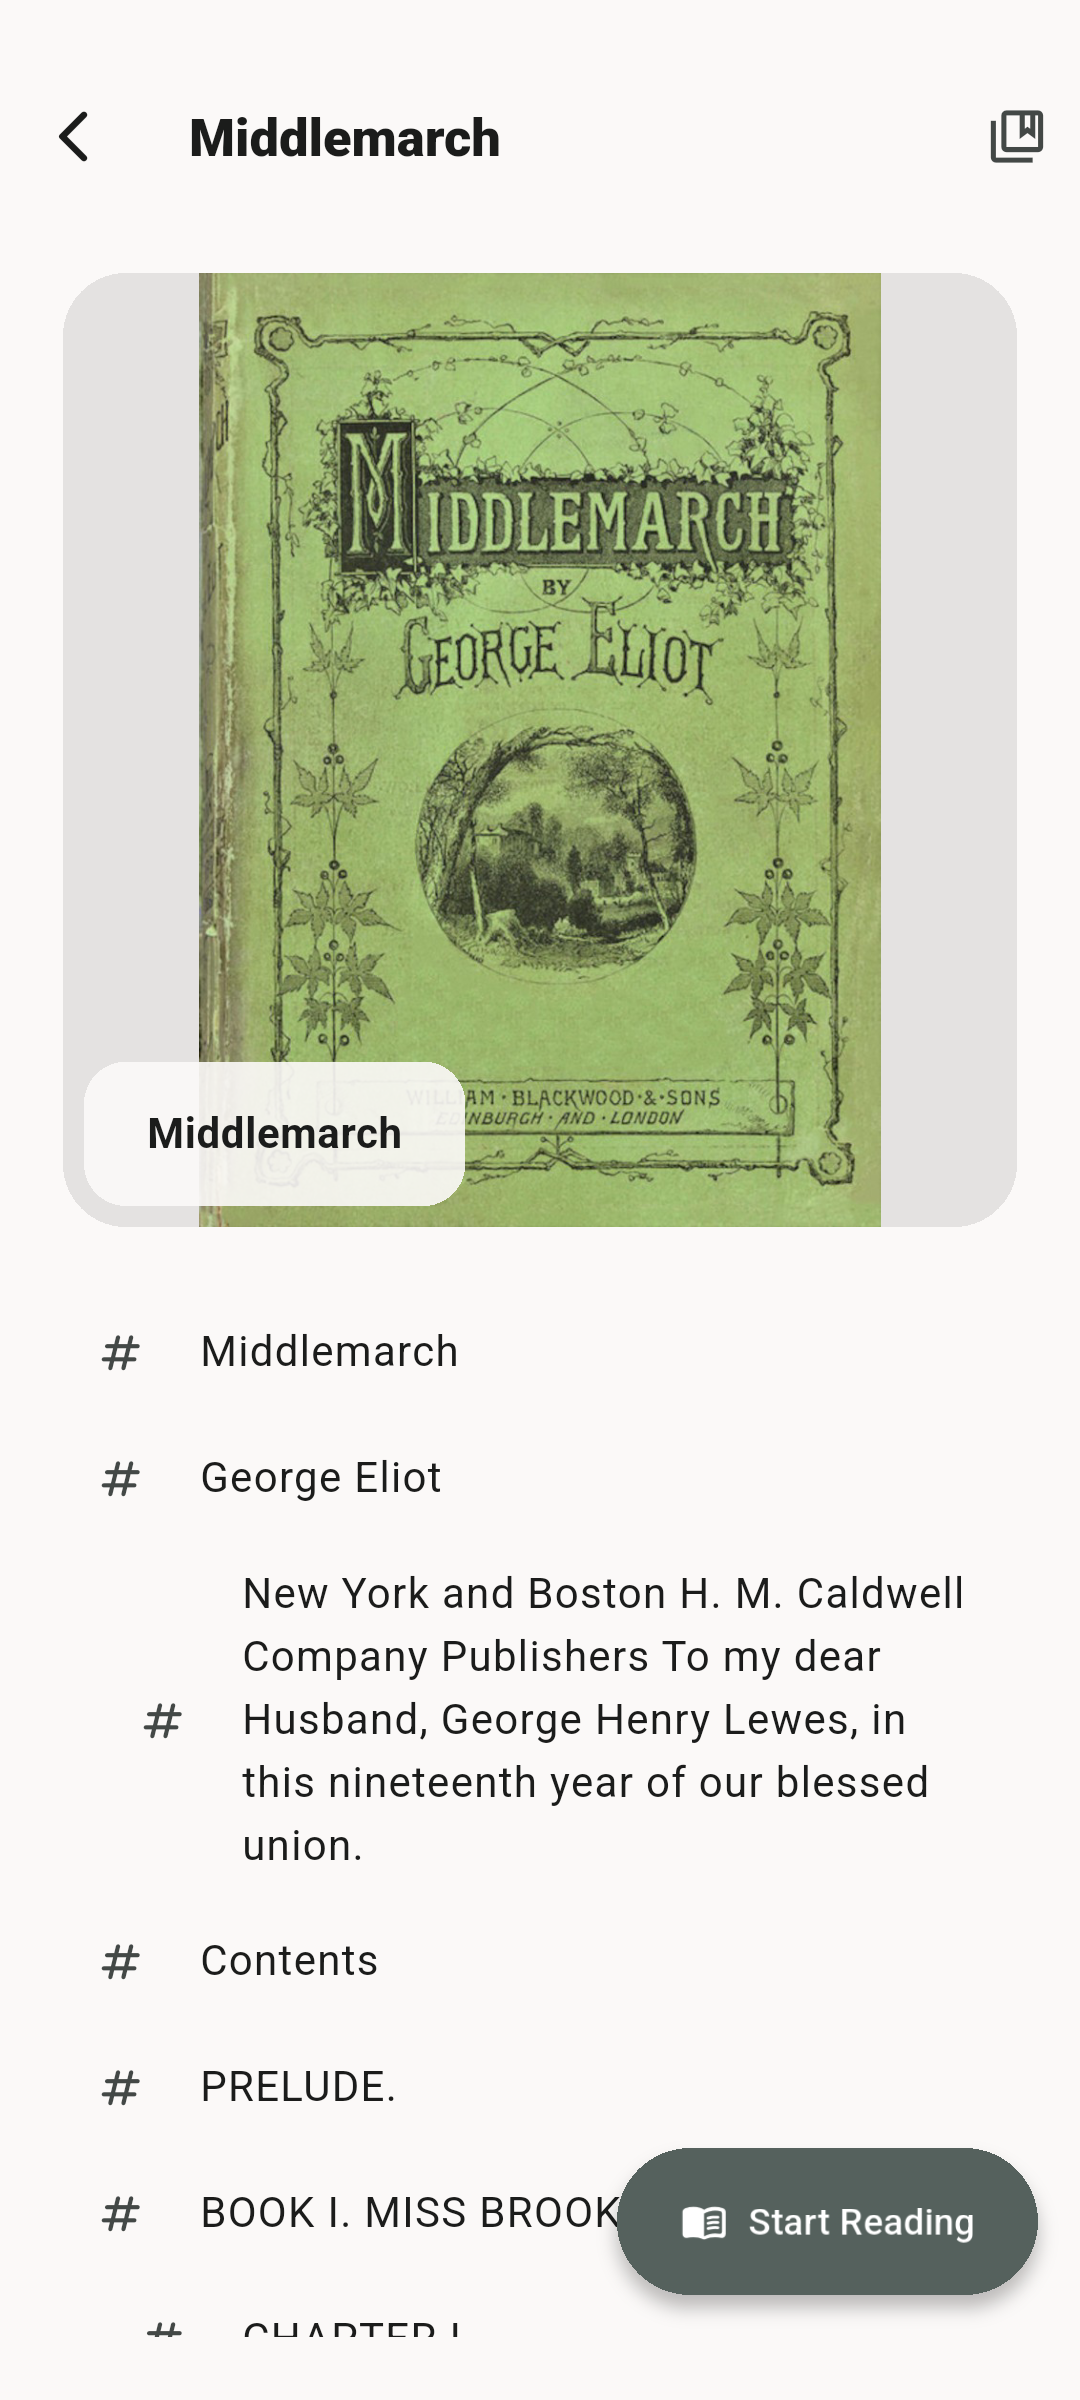 Middlemarch
MIDDLEMARCH
BY
GEORGE ELIOT
WILLIAM · BLACKWOOD · & · SONS
EDINBURGH · AND · LONDON
Middlemarch
# Middlemarch
# George Eliot
# New York and Boston H. M. Caldwell
Company Publishers To my dear
Husband, George Henry Lewes, in
this nineteenth year of our blessed
union.
# Contents
# PRELUDE.
# BOOK I. MISS BROOK
Start Reading
# CHAPTER I